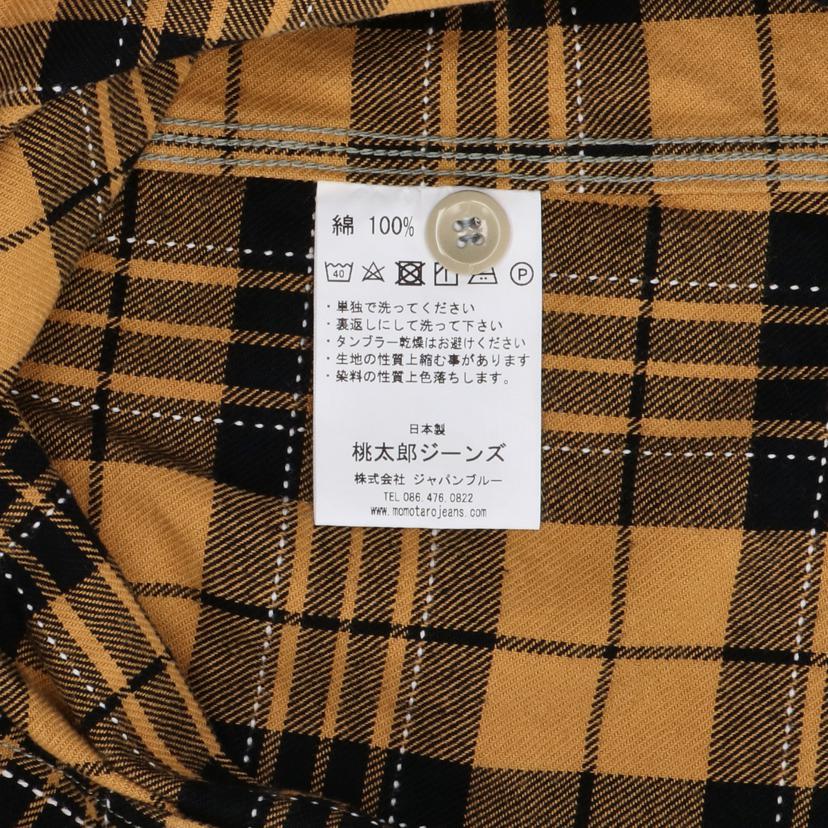 綿 100%
40
P
・単独で洗ってください
・裏返しにして洗って下さい
・タンブラー乾燥はお避けください
・生地の性質上縮む事があります
・染料の性質上色落ちします。
日本製
桃太郎ジーンズ
株式会社 ジャパンブルー
TEL 086.476.0822
www.momotarojeans.com